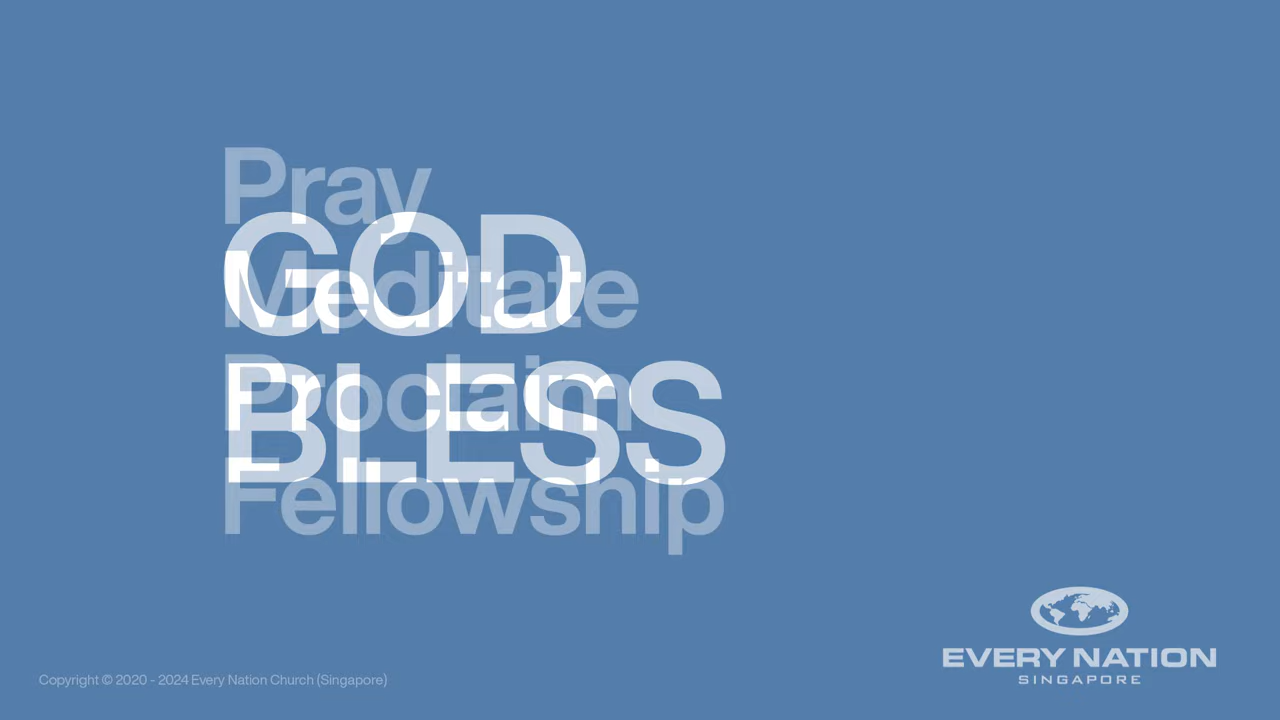 Pray
GOD
Meditate
Proclaim
BLESS
Fellowship
EVERY NATION
SINGAPORE
Copyright © 2020 - 2024 Every Nation Church (Singapore)